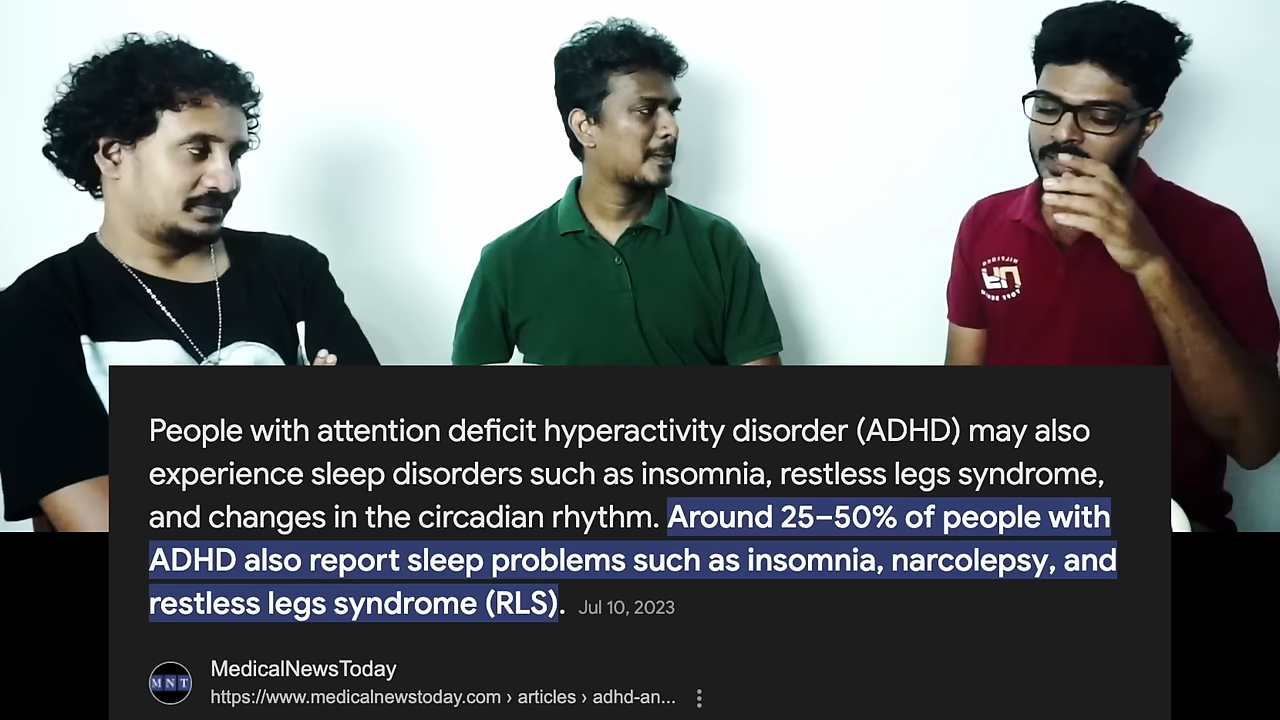 People with attention deficit hyperactivity disorder (ADHD) may also
experience sleep disorders such as insomnia, restless legs syndrome,
and changes in the circadian rhythm. Around 25–50% of people with
ADHD also report sleep problems such as insomnia, narcolepsy, and
restless legs syndrome (RLS). Jul 10, 2023
MNT MedicalNewsToday
https://www.medicalnewstoday.com › articles › adhd-an...